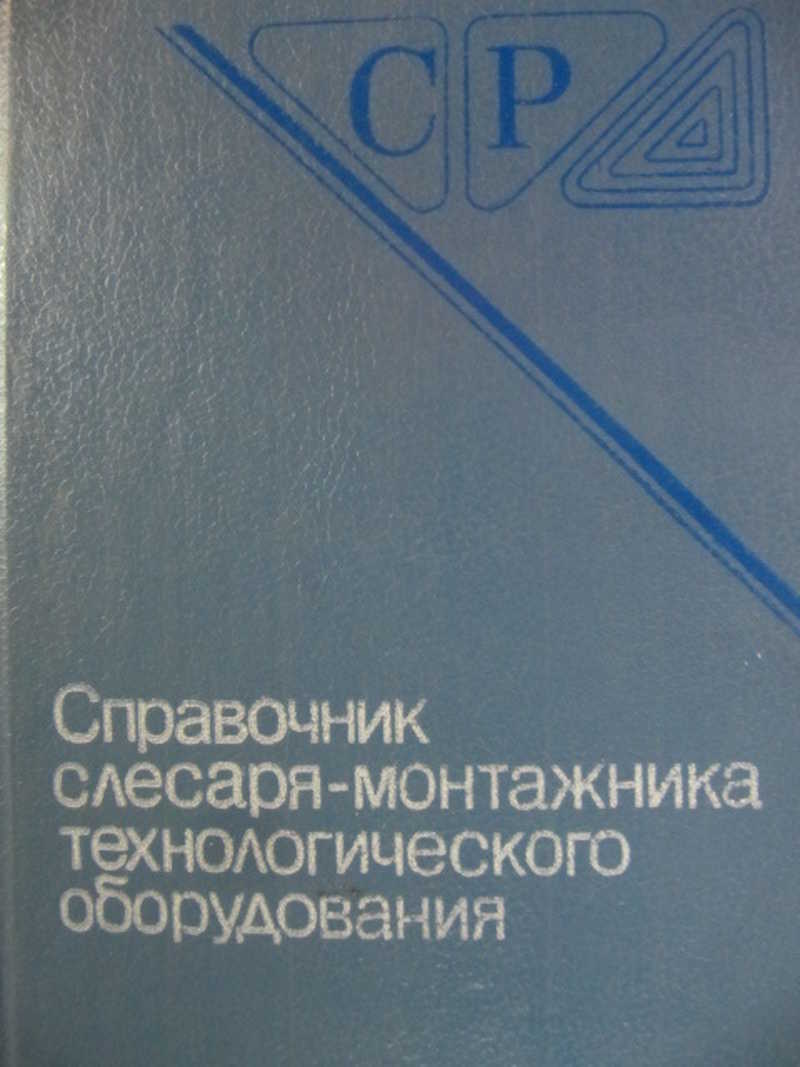 СР
Справочник
слесаря-монтажника
технологического
оборудования